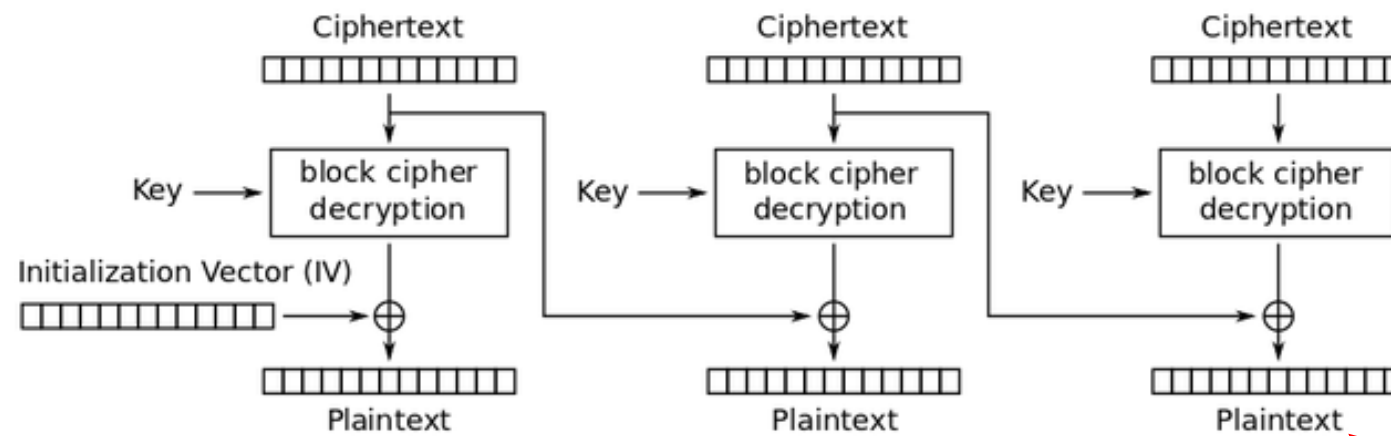 Ciphertext
Ciphertext
Ciphertext
block cipher
decryption
block cipher
decryption
block cipher
decryption
Key
Key
Key
Initialization Vector (IV)
Plaintext
Plaintext
Plaintext